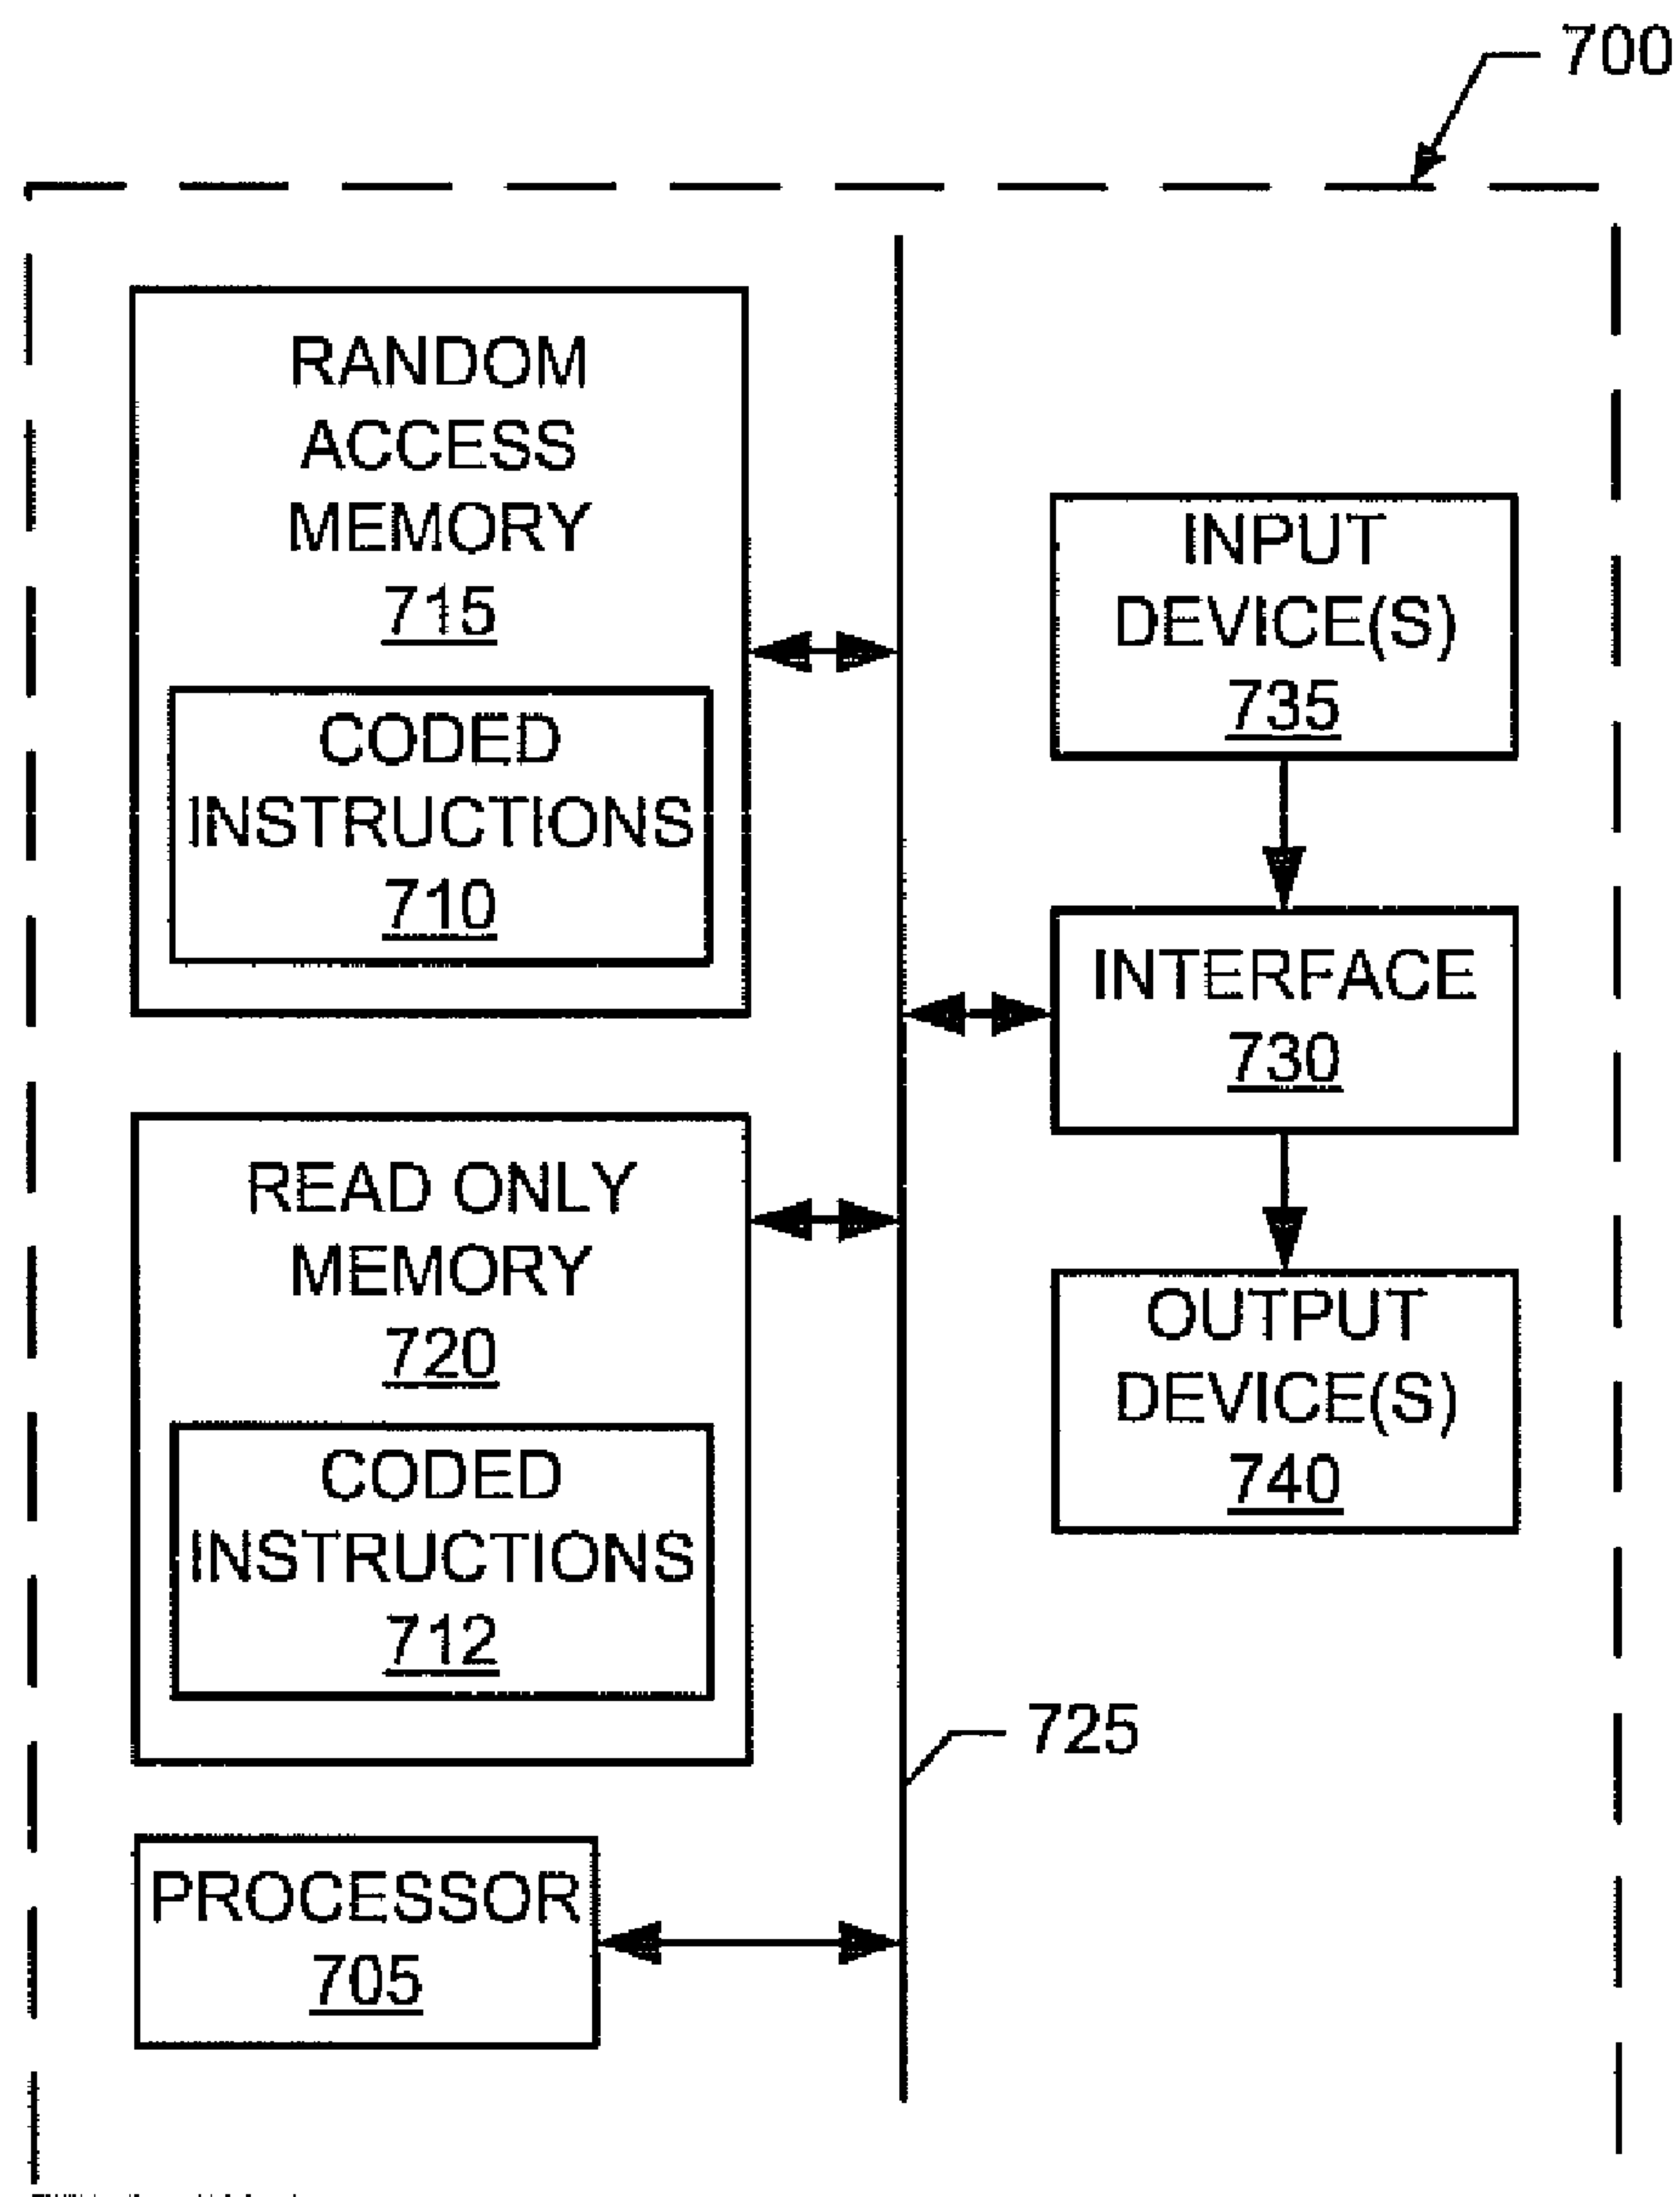 700
RANDOM
ACCESS
MEMORY
715
CODED
INSTRUCTIONS
710
READ ONLY
MEMORY
720
CODED
INSTRUCTIONS
712
PROCESSOR
705
INPUT
DEVICE(S)
735
INTERFACE
730
OUTPUT
DEVICE(S)
740
725